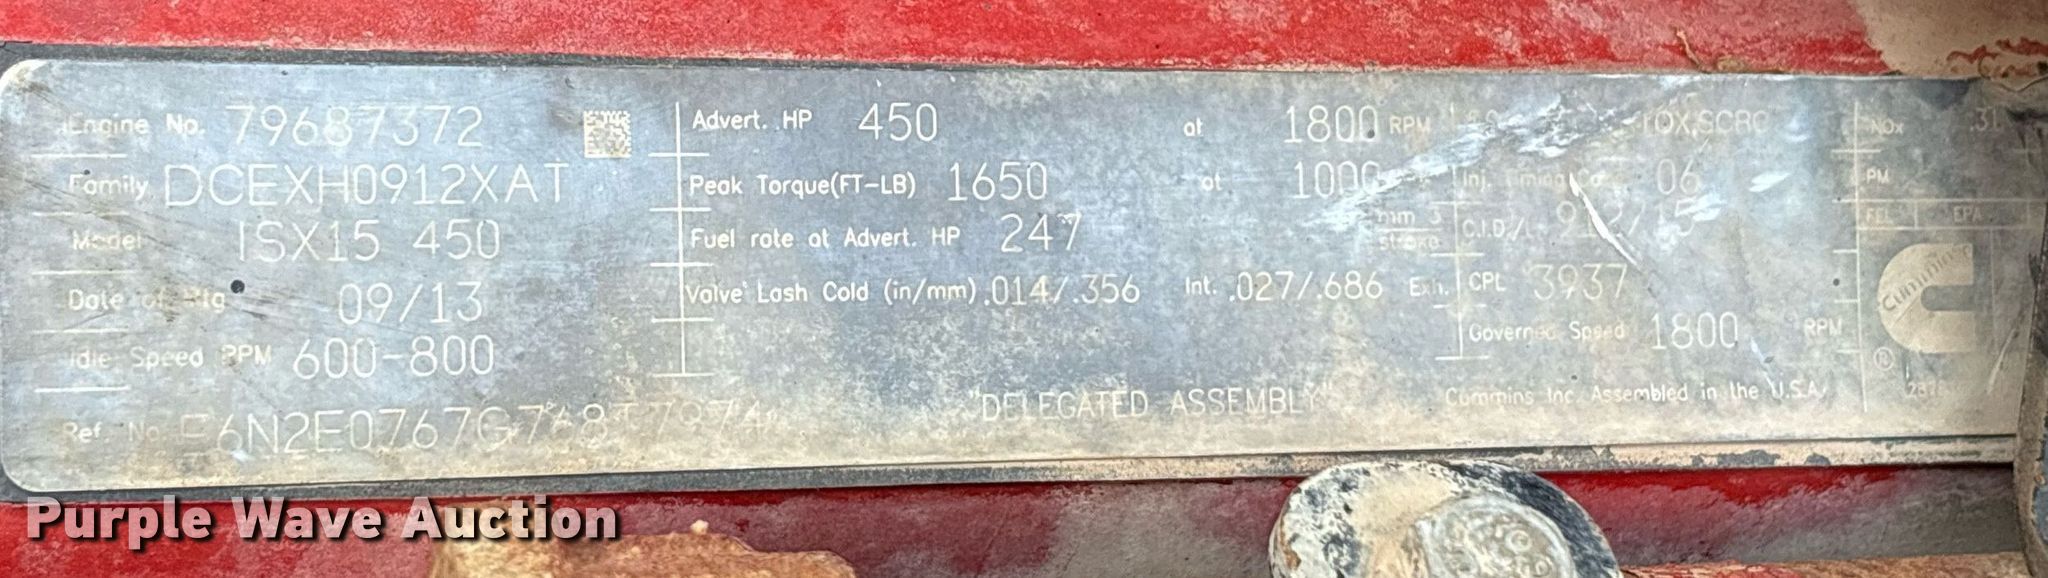 Engine No. 79687372
Family DCEXH0912XAT
Model ISX15 450
Date of Mfg 09/13
Idle Speed RPM 600-800
Ref. No.
Advert. HP 450 at 1800 RPM
Peak Torque(FT-LB) 1650 at 1000
Fuel rate at Advert. HP 247 mm 3 stroke
Valve Lash Cold (in/mm) .014/.356 Int. .027/.686 Exh.
"DELEGATED ASSEMBLY"
Inj. Timing 06
C.I.D./L 912/15
CPL 3937
Governed Speed 1800 RPM
Cummins Inc Assembled in the U.S.A.
NOx .31
PM
FEL EPA
Cummins
®
Purple Wave Auction